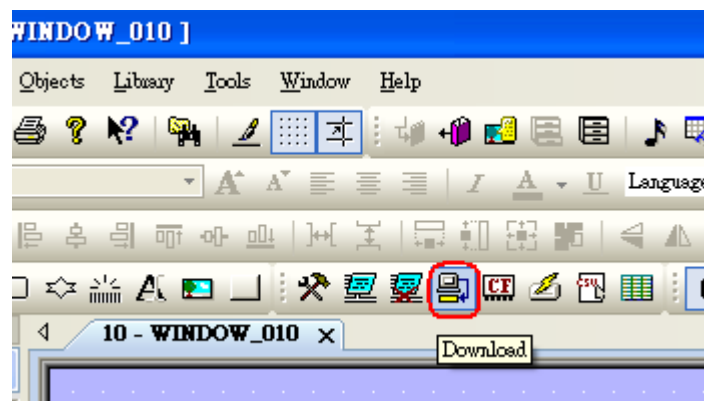 WINDOW_010 ]
Objects Library Tools Window Help
Language
10 - WINDOW_010 x
Download